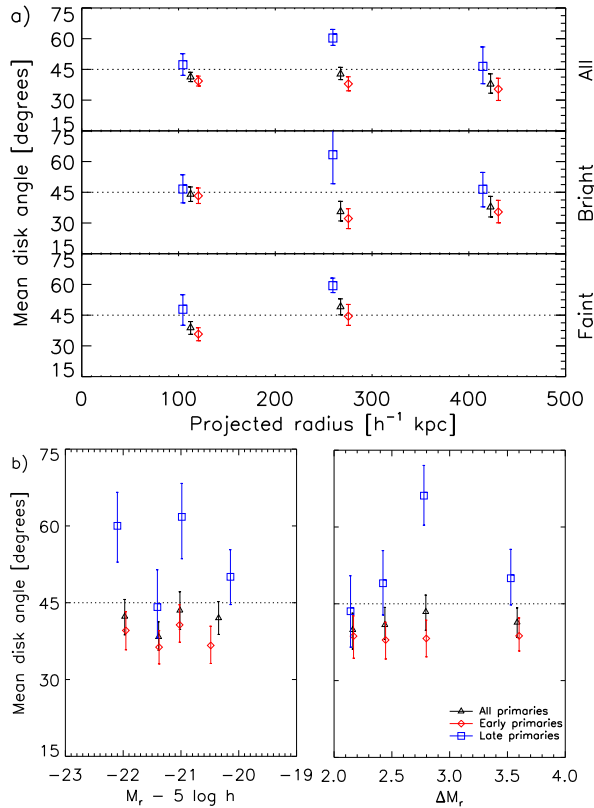 a)
75
60
45
30
15
All
60
45
30
15
Bright
75
60
45
30
15
Faint
Mean disk angle [degrees]
0
100
200
300
400
500
Projected radius [h⁻¹ kpc]
b)
75
60
45
30
15
Mean disk angle [degrees]
-23
-22
-21
-20
-19
M_r - 5 log h
All primaries
Early primaries
Late primaries
2.0
2.5
3.0
3.5
4.0
ΔM_r